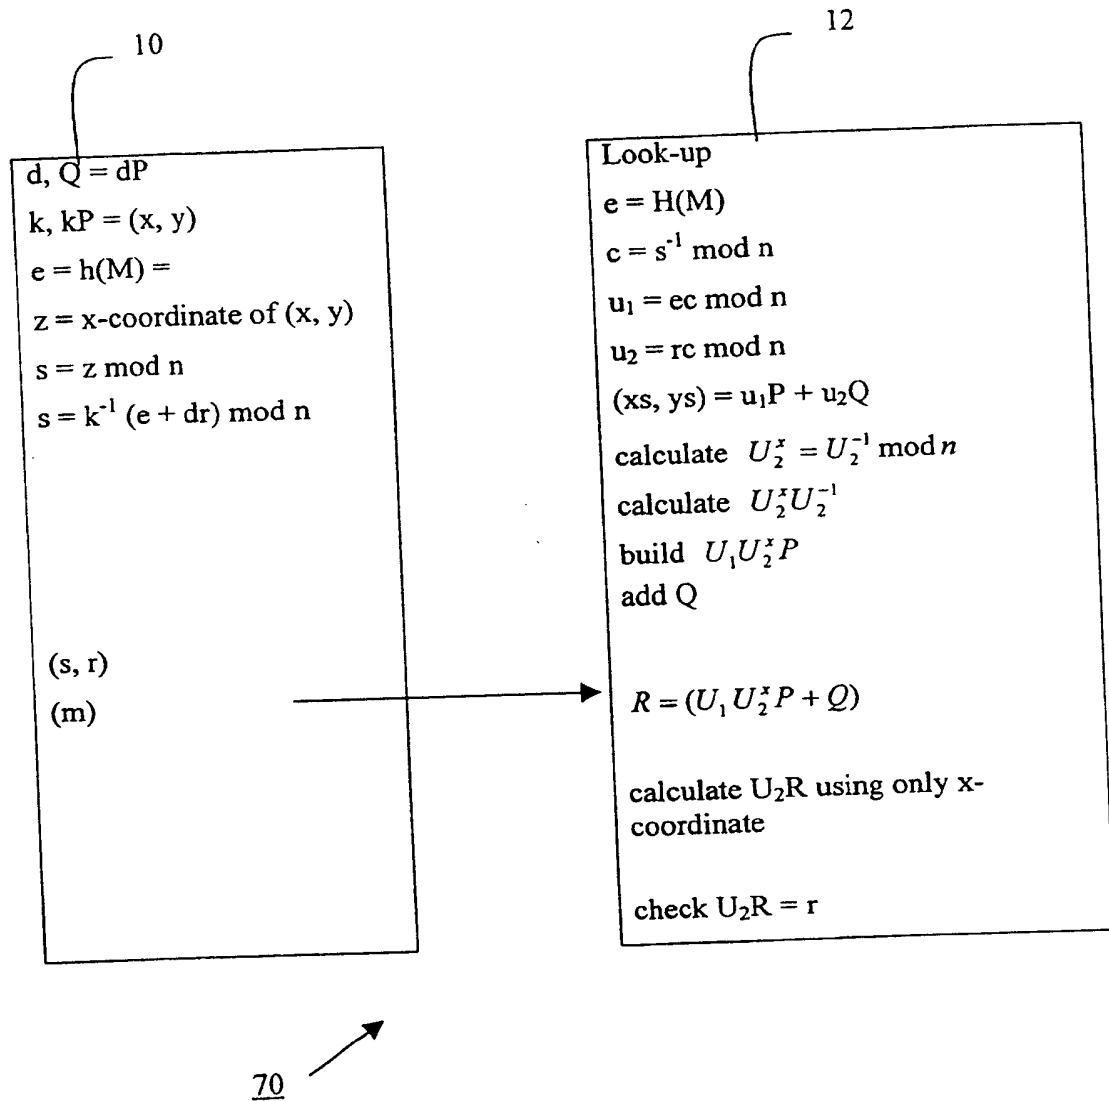 10
12
d, Q = dP
k, kP = (x, y)
e = h(M) =
z = x-coordinate of (x, y)
s = z mod n
s = k⁻¹ (e + dr) mod n
(s, r)
(m)
Look-up
e = H(M)
c = s⁻¹ mod n
u₁ = ec mod n
u₂ = rc mod n
(xs, ys) = u₁P + u₂Q
calculate U₂ˣ = U₂⁻¹ mod n
calculate U₂ˣU₂⁻¹
build U₁U₂ˣP
add Q
R = (U₁U₂ˣP + Q)
calculate U₂R using only x-
coordinate
check U₂R = r
70